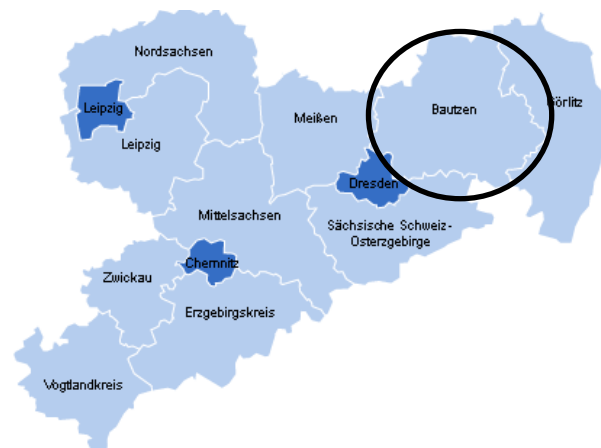 Nordsachsen
Leipzig
Leipzig
Meißen
Bautzen
Görlitz
Dresden
Mittelsachsen
Sächsische Schweiz-
Osterzgebirge
Chemnitz
Zwickau
Erzgebirgskreis
Vogtlandkreis